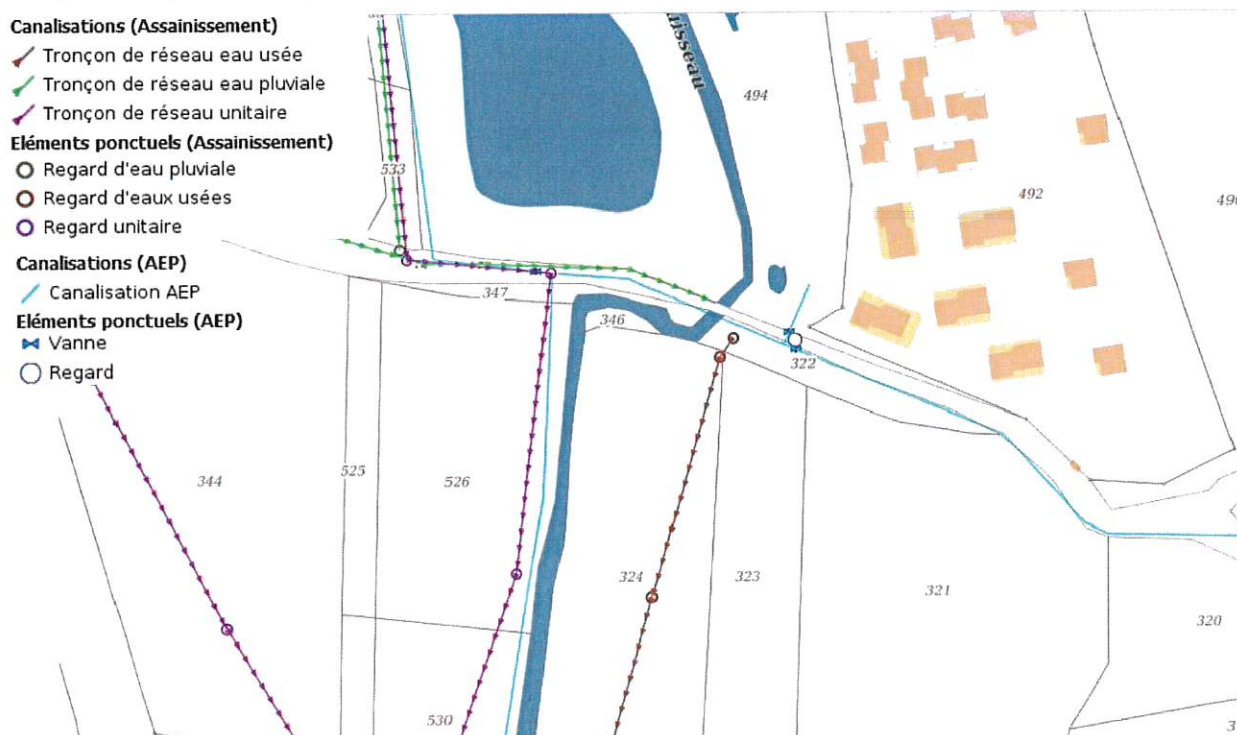 Canalisations (Assainissement)
Tronçon de réseau eau usée
Tronçon de réseau eau pluviale
Tronçon de réseau unitaire
Eléments ponctuels (Assainissement)
Regard d'eau pluviale
Regard d'eaux usées
Regard unitaire
Canalisations (AEP)
Canalisation AEP
Eléments ponctuels (AEP)
Vanne
Regard
494
533
492
347
346
322
344
525
526
324
323
321
320
530